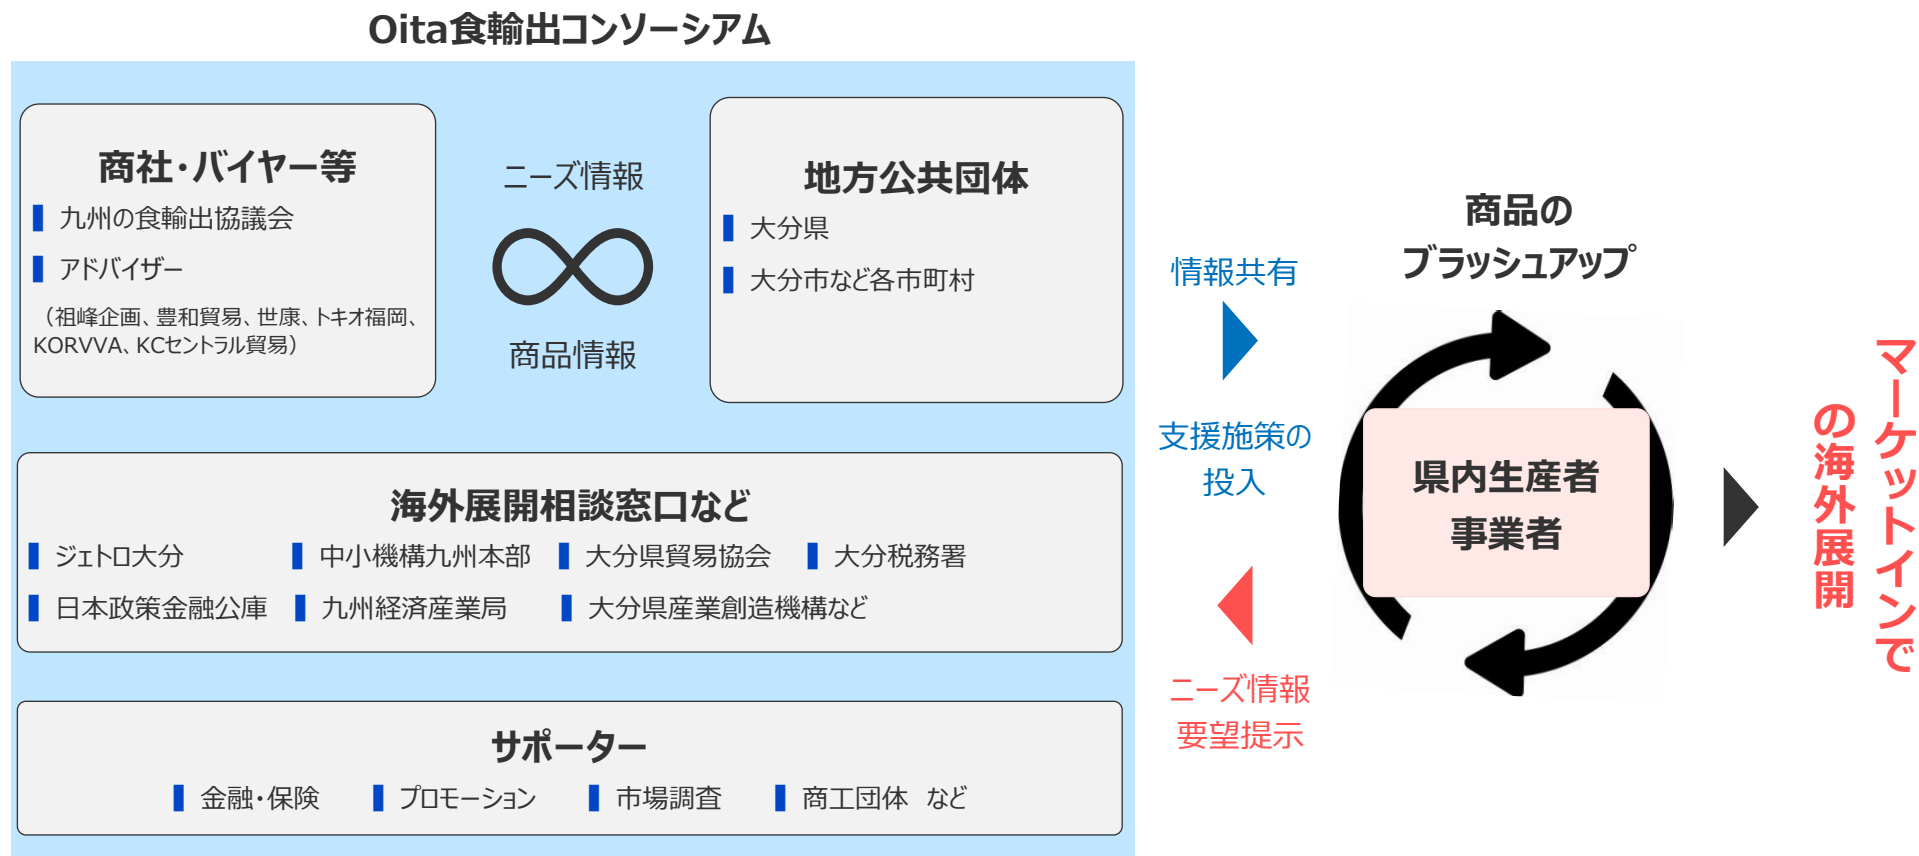 Oita食輸出コンソーシアム
商社・バイヤー等
九州の食輸出協議会
アドバイザー
（祖峰企画、豊和貿易、世康、トキオ福岡、
KORVVA、KCセントラル貿易）
ニーズ情報
商品情報
地方公共団体
大分県
大分市など各市町村
海外展開相談窓口など
ジェトロ大分
中小機構九州本部
大分県貿易協会
大分税務署
日本政策金融公庫
九州経済産業局
大分県産業創造機構など
サポーター
金融・保険
プロモーション
市場調査
商工団体 など
情報共有
支援施策の
投入
ニーズ情報
要望提示
商品の
ブラッシュアップ
県内生産者
事業者
マーケットインで
の海外展開